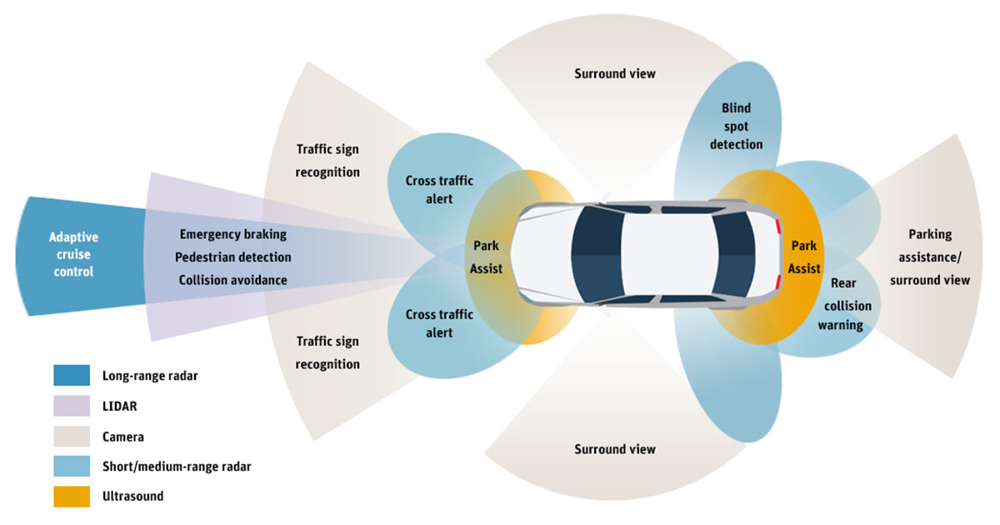 Surround view
Blind
spot
detection
Traffic sign
recognition
Cross traffic
alert
Adaptive
cruise
control
Emergency braking
Pedestrian detection
Collision avoidance
Park
Assist
Park
Assist
Parking
assistance/
surround view
Rear
collision
warning
Cross traffic
alert
Traffic sign
recognition
Surround view
Long-range radar
LIDAR
Camera
Short/medium-range radar
Ultrasound